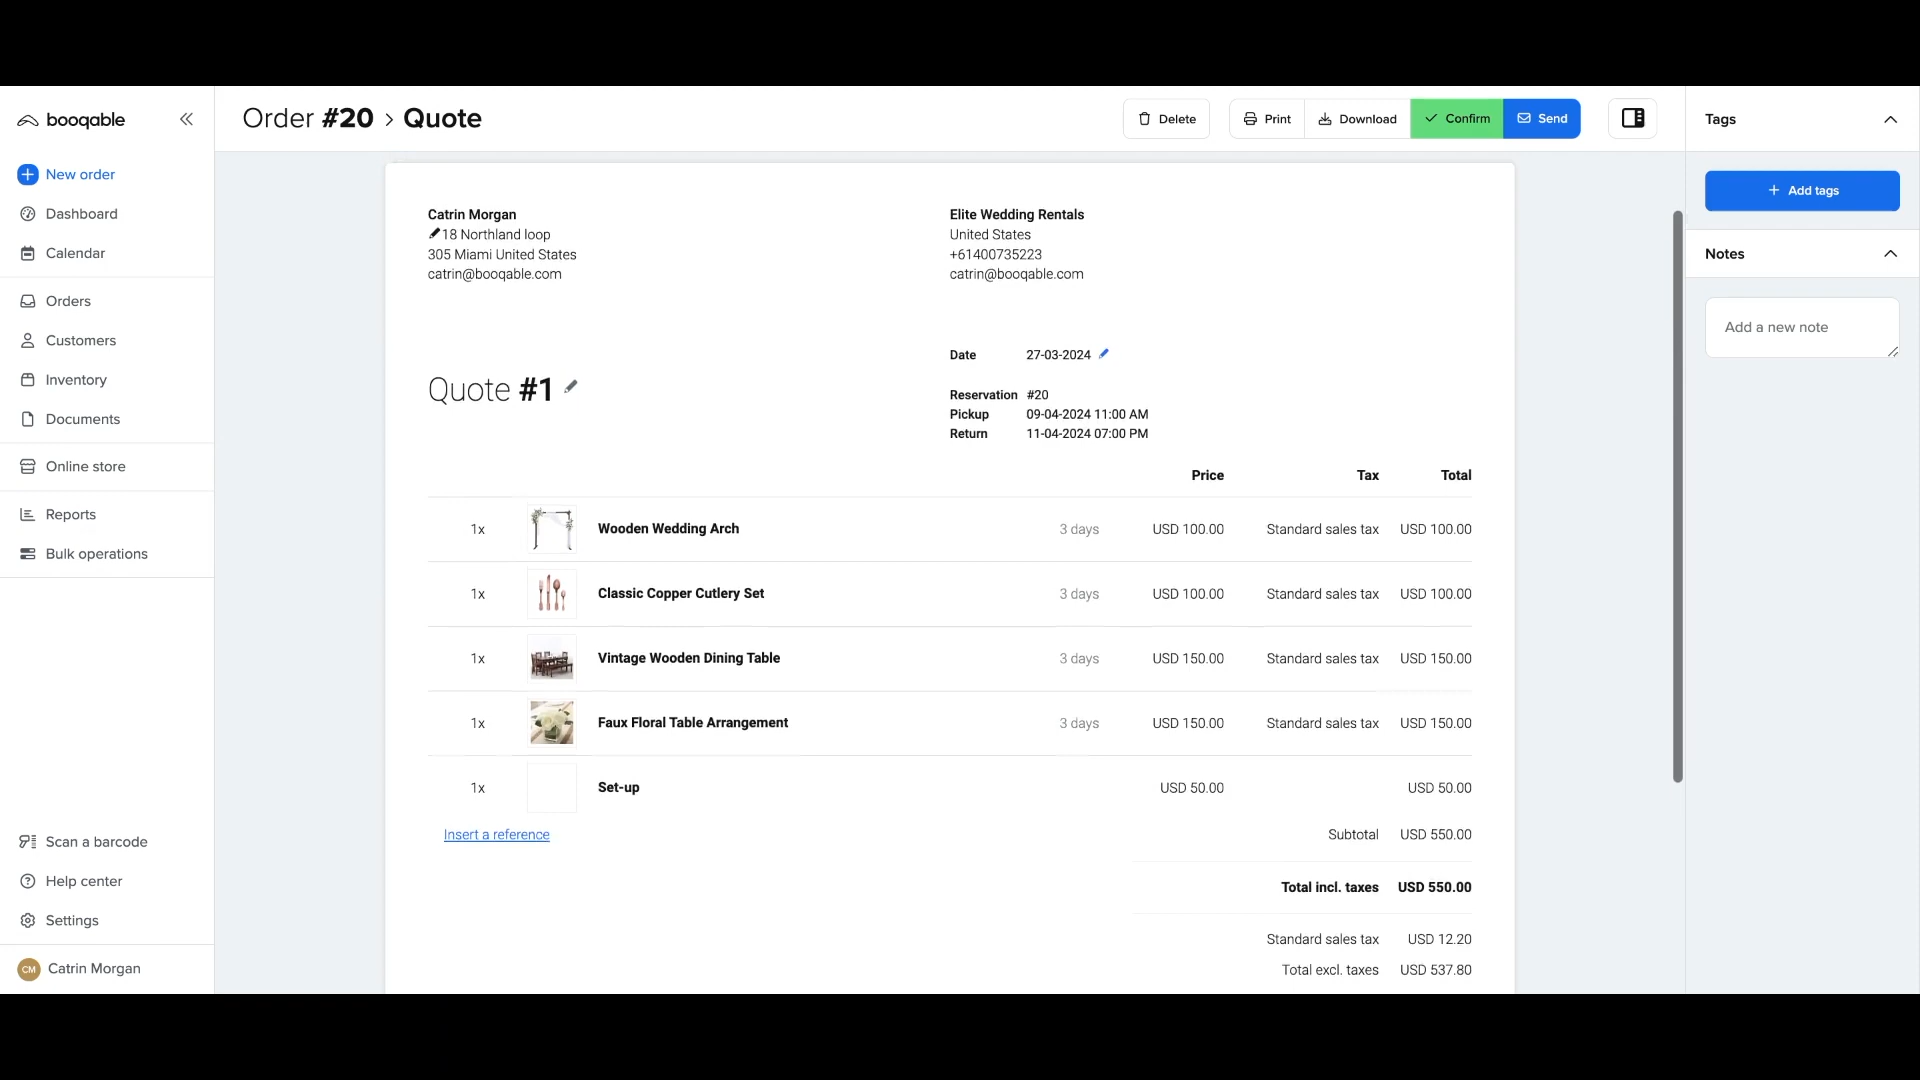 booqable
New order
Dashboard
Calendar
Orders
Customers
Inventory
Documents
Online store
Reports
Bulk operations
Scan a barcode
Help center
Settings
CM Catrin Morgan
Order #20 > Quote
Delete
Print
Download
Confirm
Send
Catrin Morgan
18 Northland loop
305 Miami United States
catrin@booqable.com
Elite Wedding Rentals
United States
+61400735223
catrin@booqable.com
Date 27-03-2024
Quote #1
Reservation #20
Pickup 09-04-2024 11:00 AM
Return 11-04-2024 07:00 PM
Price Tax Total
1x Wooden Wedding Arch 3 days USD 100.00 Standard sales tax USD 100.00
1x Classic Copper Cutlery Set 3 days USD 100.00 Standard sales tax USD 100.00
1x Vintage Wooden Dining Table 3 days USD 150.00 Standard sales tax USD 150.00
1x Faux Floral Table Arrangement 3 days USD 150.00 Standard sales tax USD 150.00
1x Set-up USD 50.00 USD 50.00
Insert a reference
Subtotal USD 550.00
Total incl. taxes USD 550.00
Standard sales tax USD 12.20
Total excl. taxes USD 537.80
Tags
+ Add tags
Notes
Add a new note